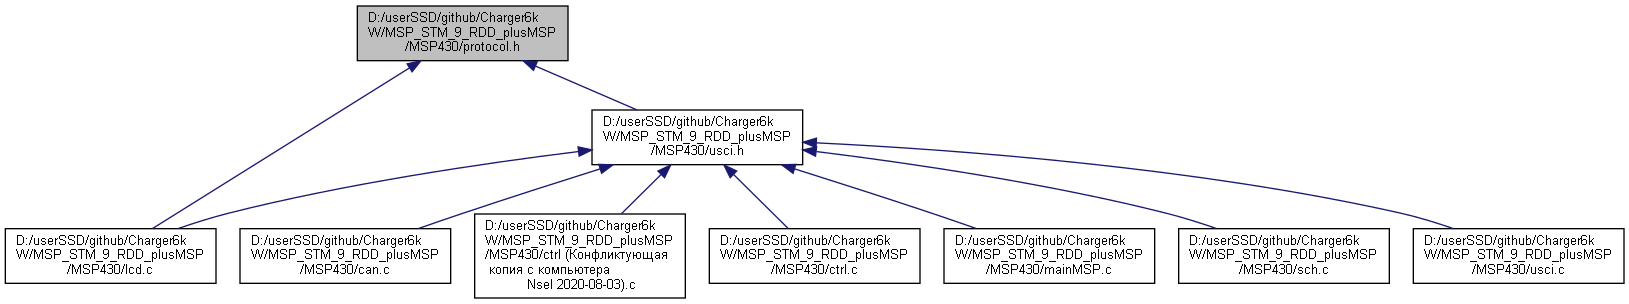 D:/userSSD/github/Charger6k
W/MSP_STM_9_RDD_plusMSP
/MSP430/protocol.h
D:/userSSD/github/Charger6k
W/MSP_STM_9_RDD_plusMSP
/MSP430/usci.h
D:/userSSD/github/Charger6k
W/MSP_STM_9_RDD_plusMSP
/MSP430/lcd.c
D:/userSSD/github/Charger6k
W/MSP_STM_9_RDD_plusMSP
/MSP430/can.c
D:/userSSD/github/Charger6k
W/MSP_STM_9_RDD_plusMSP
/MSP430/ctrl (Конфликтующая
копия с компьютера
Nsel 2020-08-03).c
D:/userSSD/github/Charger6k
W/MSP_STM_9_RDD_plusMSP
/MSP430/ctrl.c
D:/userSSD/github/Charger6k
W/MSP_STM_9_RDD_plusMSP
/MSP430/mainMSP.c
D:/userSSD/github/Charger6k
W/MSP_STM_9_RDD_plusMSP
/MSP430/sch.c
D:/userSSD/github/Charger6k
W/MSP_STM_9_RDD_plusMSP
/MSP430/usci.c